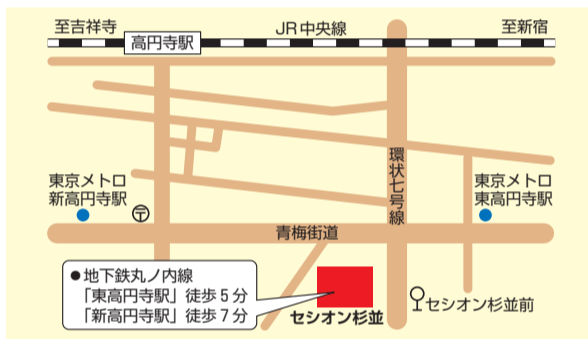 至吉祥寺
JR中央線
至新宿
高円寺駅
環状七号線
東京メトロ
新高円寺駅
〒
東京メトロ
東高円寺駅
青梅街道
●地下鉄丸ノ内線
「東高円寺駅」徒歩5分
「新高円寺駅」徒歩7分
セシオン杉並
セシオン杉並前